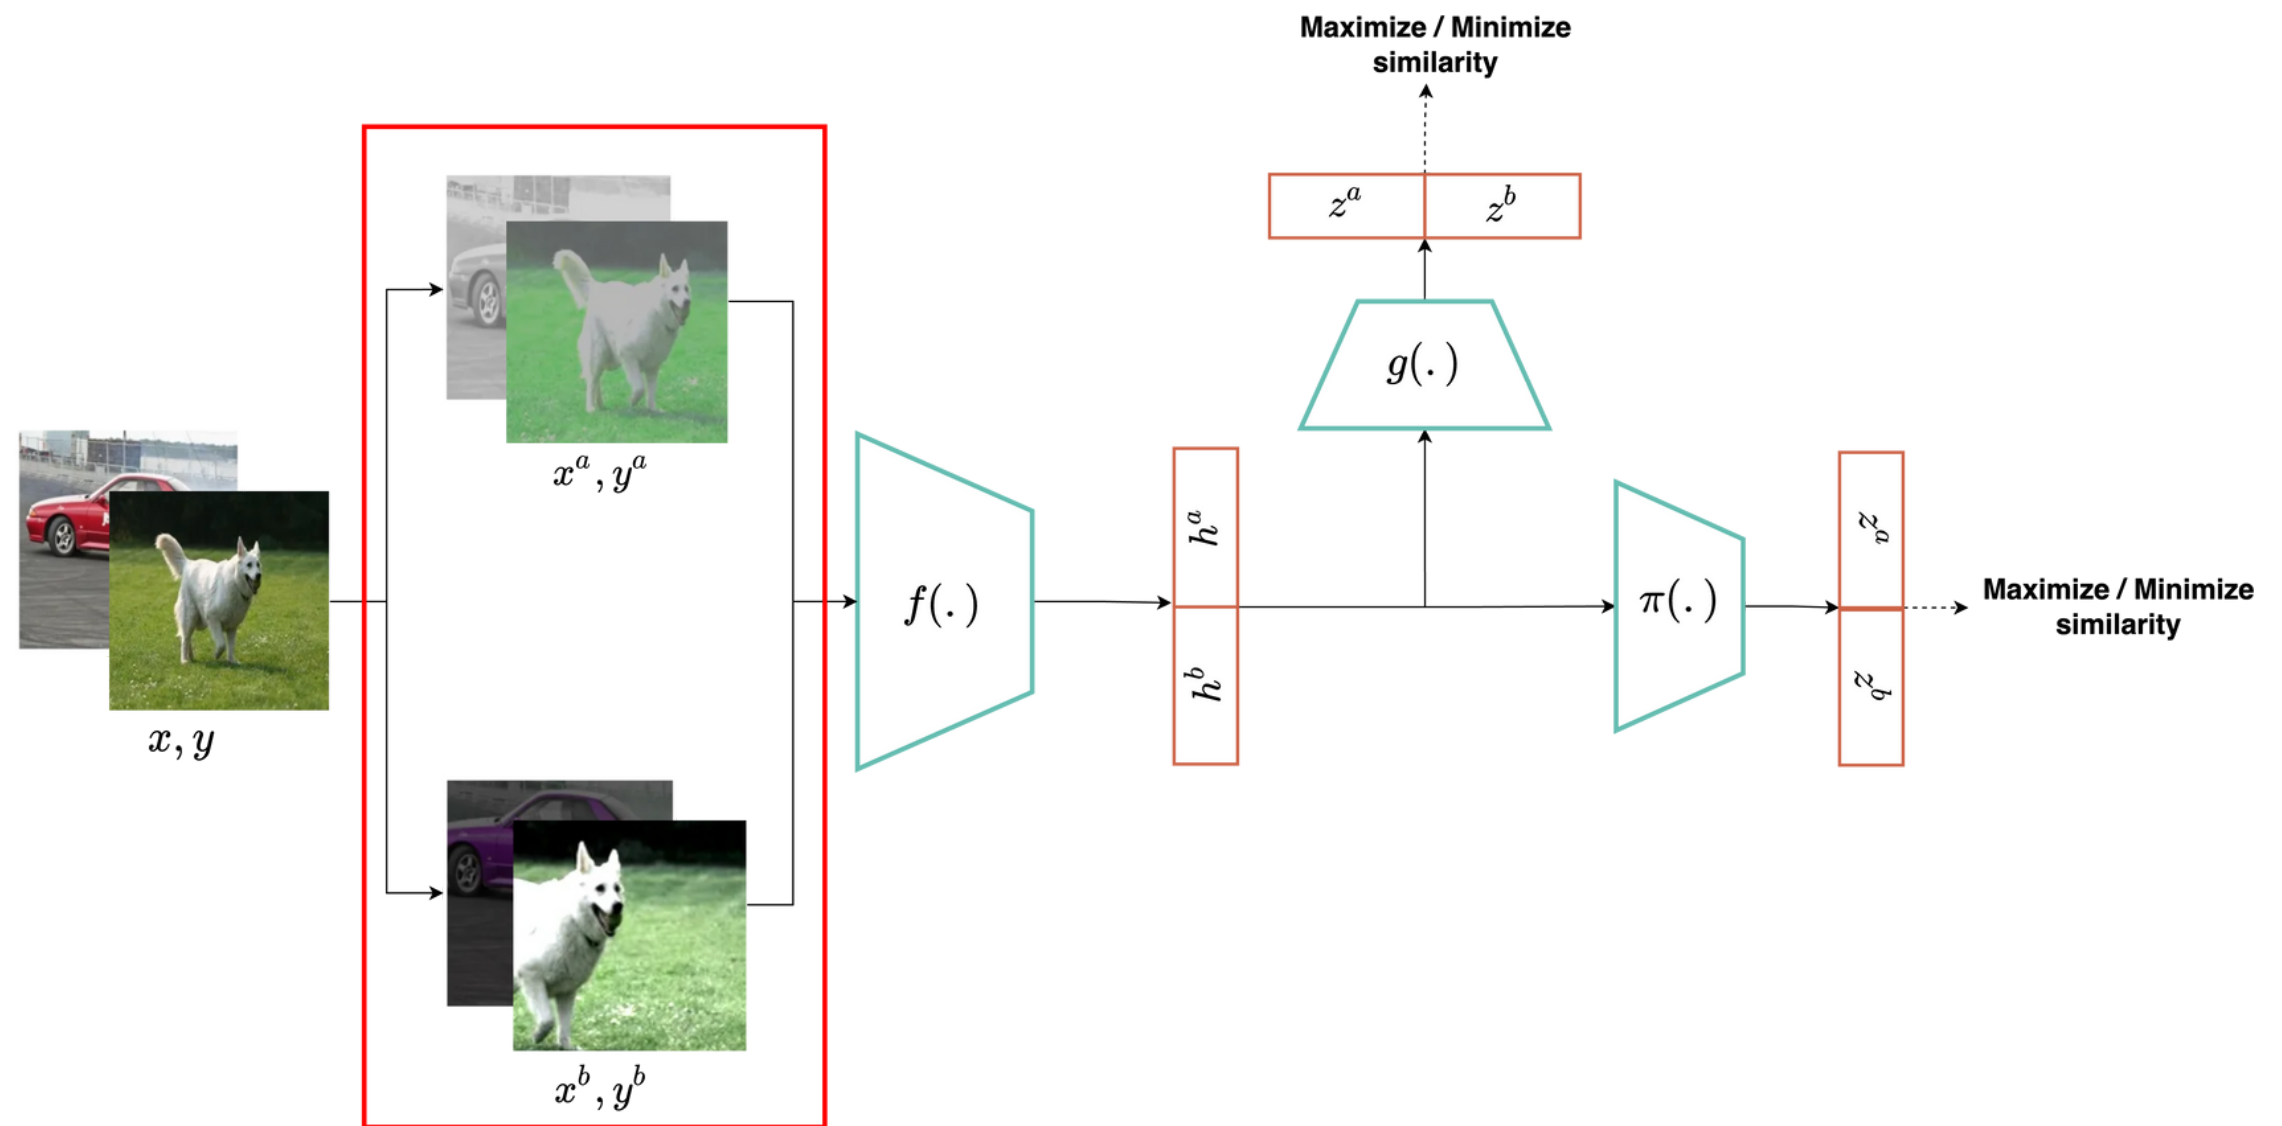 Maximize / Minimize
similarity
z^a z^b
g(.)
x^a, y^a
h^a
h^b
f(.)
π(.)
z^a
z^b
Maximize / Minimize
similarity
x, y
x^b, y^b